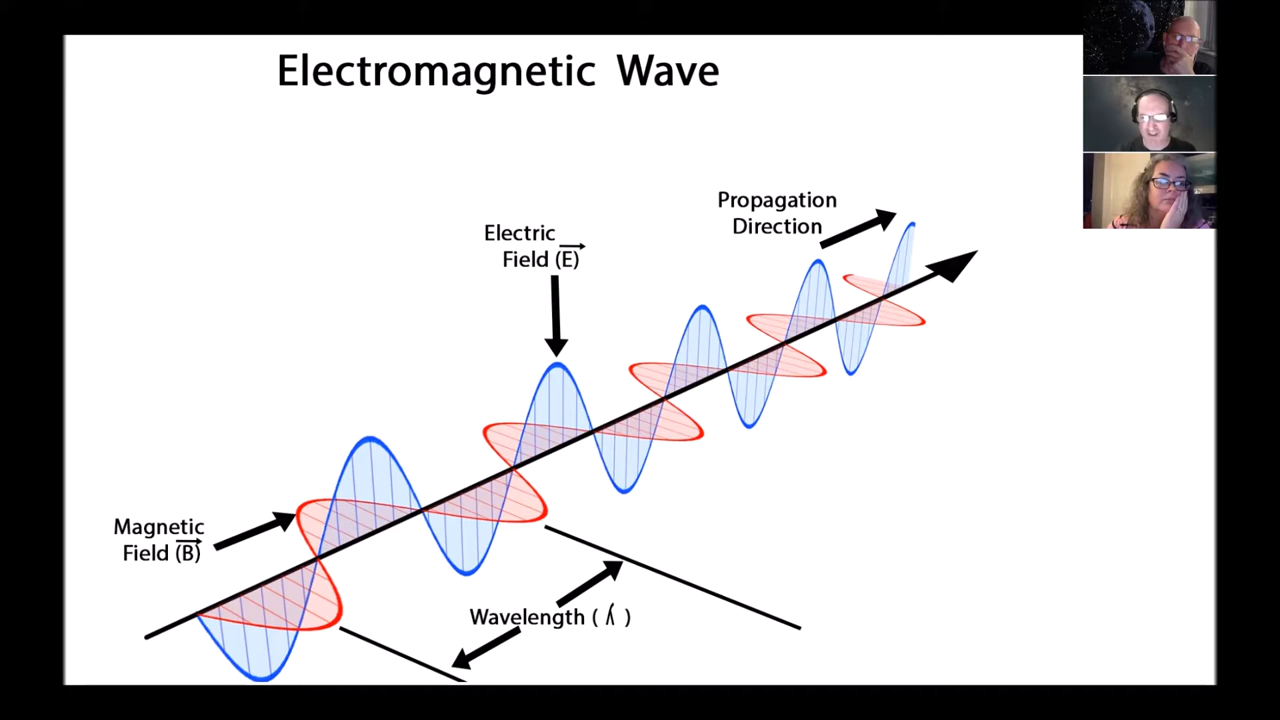 Electromagnetic Wave
Propagation
Direction
Electric
Field (E)
Magnetic
Field (B)
Wavelength ( λ )